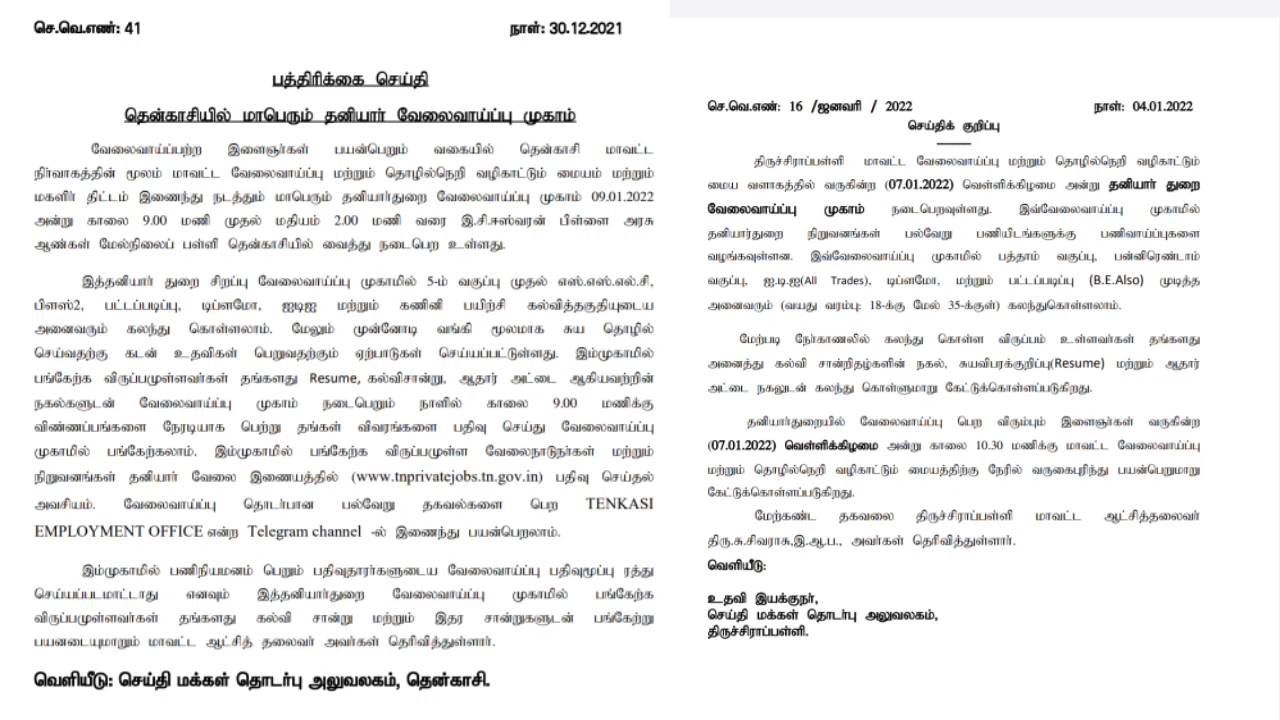 செ.வெ.எண்: 41
நாள்: 30.12.2021
பத்திரிக்கை செய்தி
தென்காசியில் மாபெரும் தனியார் வேலைவாய்ப்பு முகாம்
வேலைவாய்ப்பற்ற இளைஞர்கள் பயன்பெறும் வகையில் தென்காசி மாவட்ட
நிர்வாகத்தின் மூலம் மாவட்ட வேலைவாய்ப்பு மற்றும் தொழில்நெறி வழிகாட்டும் மையம் மற்றும்
மகளிர் திட்டம் இணைந்து நடத்தும் மாபெரும் தனியார்துறை வேலைவாய்ப்பு முகாம் 09.01.2022
அன்று காலை 9.00 மணி முதல் மதியம் 2.00 மணி வரை இ.சி.ஈஸ்வரன் பிள்ளை அரசு
ஆண்கள் மேல்நிலைப் பள்ளி தென்காசியில் வைத்து நடைபெற உள்ளது.
இத்தனியார் துறை சிறப்பு வேலைவாய்ப்பு முகாமில் 5-ம் வகுப்பு முதல் எஸ்.எஸ்.எல்.சி,
பிளஸ்2, பட்டப்படிப்பு, டிப்ளமோ, ஐடிஐ மற்றும் கணினி பயிற்சி கல்வித்தகுதியுடைய
அனைவரும் கலந்து கொள்ளலாம். மேலும் முன்னோடி வங்கி மூலமாக சுய தொழில்
செய்வதற்கு கடன் உதவிகள் பெறுவதற்கும் ஏற்பாடுகள் செய்யப்பட்டுள்ளது. இம்முகாமில்
பங்கேற்க விருப்பமுள்ளவர்கள் தங்களது Resume, கல்விசான்று, ஆதார் அட்டை ஆகியவற்றின்
நகல்களுடன் வேலைவாய்ப்பு முகாம் நடைபெறும் நாளில் காலை 9.00 மணிக்கு
விண்ணப்பங்களை நேரடியாக பெற்று தங்கள் விவரங்களை பதிவு செய்து வேலைவாய்ப்பு
முகாமில் பங்கேற்கலாம். இம்முகாமில் பங்கேற்க விருப்பமுள்ள வேலைநாடுநர்கள் மற்றும்
நிறுவனங்கள் தனியார் வேலை இணையத்தில் (www.tnprivatejobs.tn.gov.in) பதிவு செய்தல்
அவசியம். வேலைவாய்ப்பு தொடர்பான பல்வேறு தகவல்களை பெற TENKASI
EMPLOYMENT OFFICE என்ற Telegram channel -ல் இணைந்து பயன்பெறலாம்.
இம்முகாமில் பணிநியமனம் பெறும் பதிவுதாரர்களுடைய வேலைவாய்ப்பு பதிவுமூப்பு ரத்து
செய்யப்படமாட்டாது எனவும் இத்தனியார்துறை வேலைவாய்ப்பு முகாமில் பங்கேற்க
விருப்பமுள்ளவர்கள் தங்களது கல்வி சான்று மற்றும் இதர சான்றுகளுடன் பங்கேற்று
பயனடையுமாறும் மாவட்ட ஆட்சித் தலைவர் அவர்கள் தெரிவித்துள்ளார்.
வெளியீடு: செய்தி மக்கள் தொடர்பு அலுவலகம், தென்காசி.
செ.வெ.எண்: 16 /ஜனவரி / 2022
நாள்: 04.01.2022
செய்திக் குறிப்பு
திருச்சிராப்பள்ளி மாவட்ட வேலைவாய்ப்பு மற்றும் தொழில்நெறி வழிகாட்டும்
மைய வளாகத்தில் வருகின்ற (07.01.2022) வெள்ளிக்கிழமை அன்று தனியார் துறை
வேலைவாய்ப்பு முகாம் நடைபெறவுள்ளது. இவ்வேலைவாய்ப்பு முகாமில்
தனியார்துறை நிறுவனங்கள் பல்வேறு பணியிடங்களுக்கு பணிவாய்ப்புகளை
வழங்கவுள்ளன. இவ்வேலைவாய்ப்பு முகாமில் பத்தாம் வகுப்பு, பன்னிரெண்டாம்
வகுப்பு, ஐ.டி.ஐ(All Trades), டிப்ளமோ, மற்றும் பட்டப்படிப்பு (B.E.Also) முடித்த
அனைவரும் (வயது வரம்பு: 18-க்கு மேல் 35-க்குள்) கலந்துகொள்ளலாம்.
மேற்படி நேர்காணலில் கலந்து கொள்ள விருப்பம் உள்ளவர்கள் தங்களது
அனைத்து கல்வி சான்றிதழ்களின் நகல், சுயவிபரக்குறிப்பு(Resume) மற்றும் ஆதார்
அட்டை நகலுடன் கலந்து கொள்ளுமாறு கேட்டுக்கொள்ளப்படுகிறது.
தனியார்துறையில் வேலைவாய்ப்பு பெற விரும்பும் இளைஞர்கள் வருகின்ற
(07.01.2022) வெள்ளிக்கிழமை அன்று காலை 10.30 மணிக்கு மாவட்ட வேலைவாய்ப்பு
மற்றும் தொழில்நெறி வழிகாட்டும் மையத்திற்கு நேரில் வருகைபுரிந்து பயன்பெறுமாறு
கேட்டுக்கொள்ளப்படுகிறது.
மேற்கண்ட தகவலை திருச்சிராப்பள்ளி மாவட்ட ஆட்சித்தலைவர்
திரு.சு.சிவராசு,இ.ஆ.ப., அவர்கள் தெரிவித்துள்ளார்.
வெளியீடு:
உதவி இயக்குநர்,
செய்தி மக்கள் தொடர்பு அலுவலகம்,
திருச்சிராப்பள்ளி.